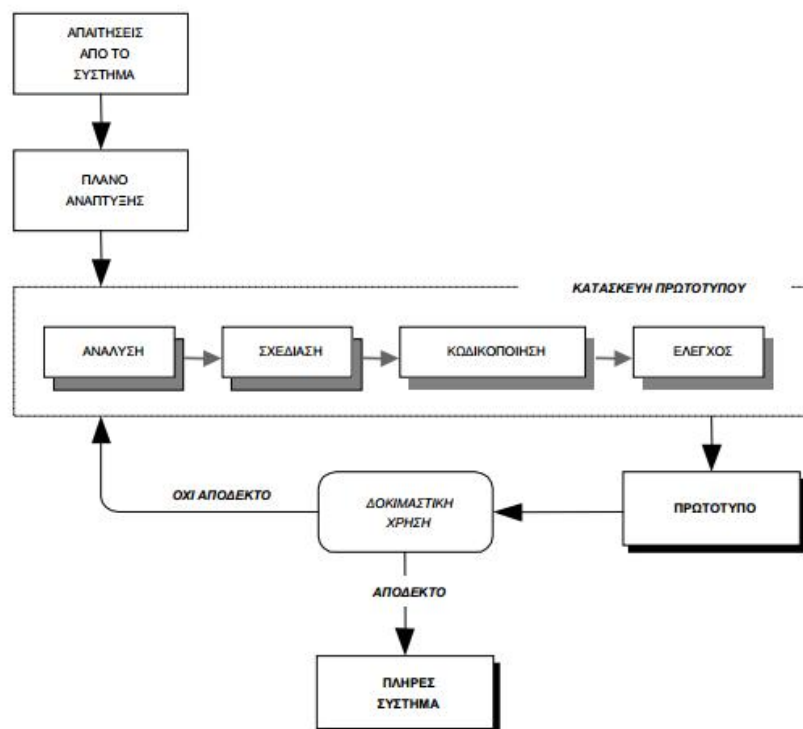 ΑΠΑΙΤΗΣΕΙΣ
ΑΠΟ ΤΟ
ΣΥΣΤΗΜΑ
ΠΛΑΝΟ
ΑΝΑΠΤΥΞΗΣ
ΚΑΤΑΣΚΕΥΗ ΠΡΩΤΟΤΥΠΟΥ
ΑΝΑΛΥΣΗ
ΣΧΕΔΙΑΣΗ
ΚΩΔΙΚΟΠΟΙΗΣΗ
ΕΛΕΓΧΟΣ
ΟΧΙ ΑΠΟΔΕΚΤΟ
ΔΟΚΙΜΑΣΤΙΚΗ
ΧΡΗΣΗ
ΠΡΩΤΟΤΥΠΟ
ΑΠΟΔΕΚΤΟ
ΠΛΗΡΕΣ
ΣΥΣΤΗΜΑ